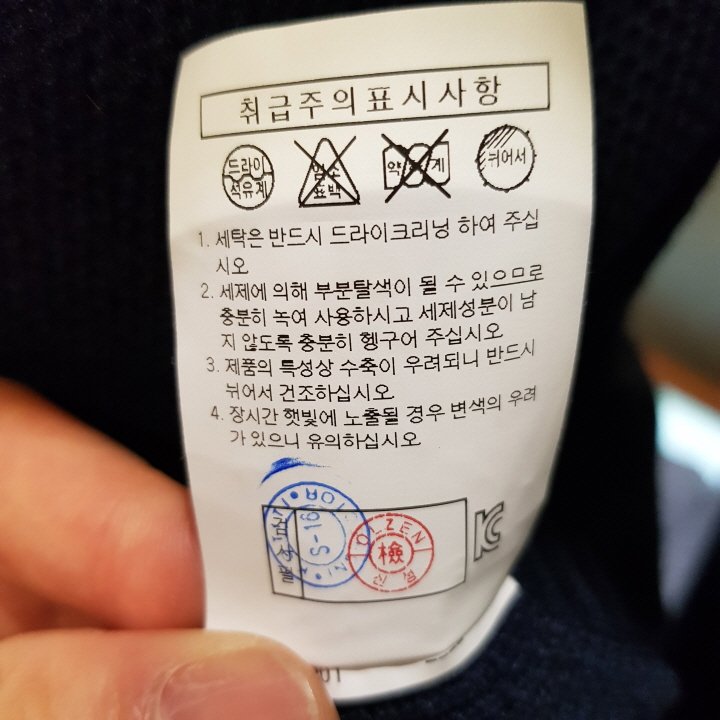 취급주의표시사항
드라이
석유계
염소
표백
뉘어서
1. 세탁은 반드시 드라이크리닝 하여 주십
시오
2. 세제에 의해 부분탈색이 될 수 있으므로
충분히 녹여 사용하시고 세제성분이 남
지 않도록 충분히 헹구어 주십시오
3. 제품의 특성상 수축이 우려되니 반드시
뉘어서 건조하십시오
4. 장시간 햇빛에 노출될 경우 변색의 우려
가 있으니 유의하십시오
검사필
S-16
OLZEN
檢
KC